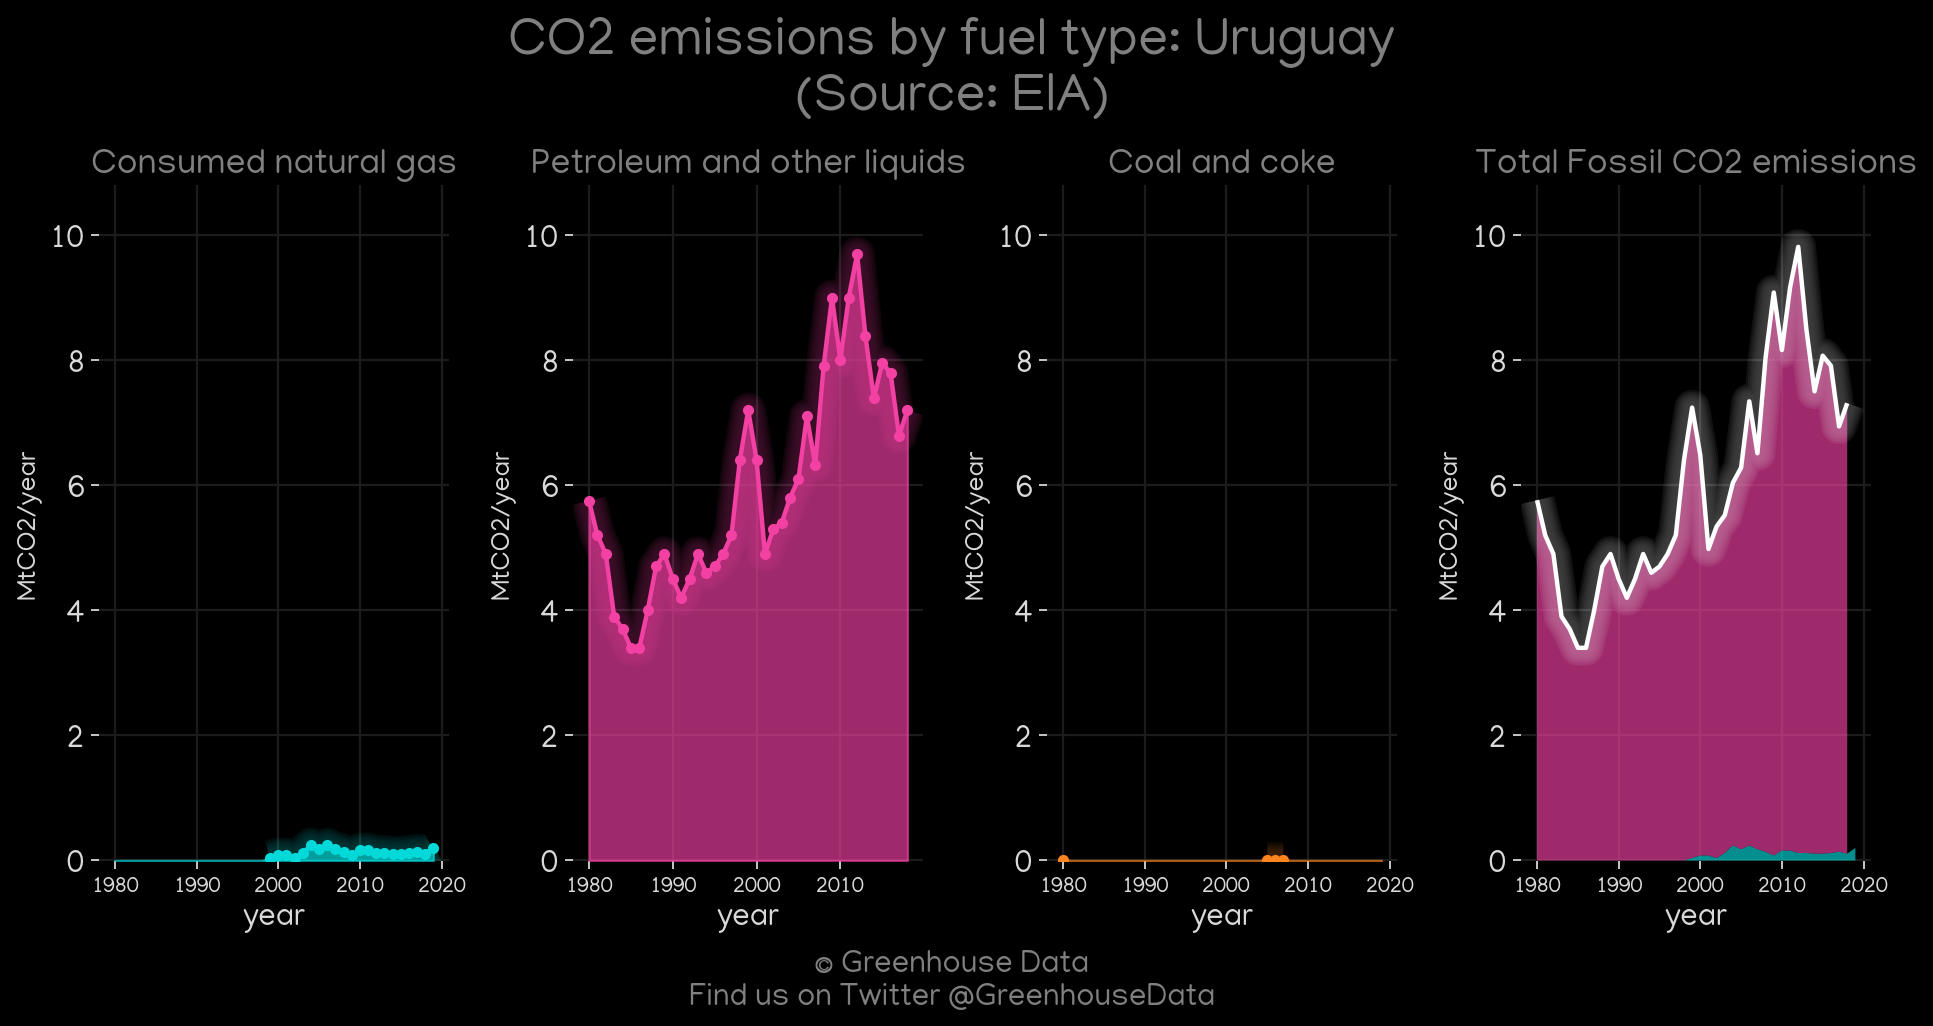 CO2 emissions by fuel type: Uruguay
(Source: EIA)
Consumed natural gas
MtCO2/year
10
8
6
4
2
0
1980 1990 2000 2010 2020
year
Petroleum and other liquids
MtCO2/year
10
8
6
4
2
0
1980 1990 2000 2010
year
Coal and coke
MtCO2/year
10
8
6
4
2
0
1980 1990 2000 2010 2020
year
Total Fossil CO2 emissions
MtCO2/year
10
8
6
4
2
0
1980 1990 2000 2010 2020
year
© Greenhouse Data
Find us on Twitter @GreenhouseData